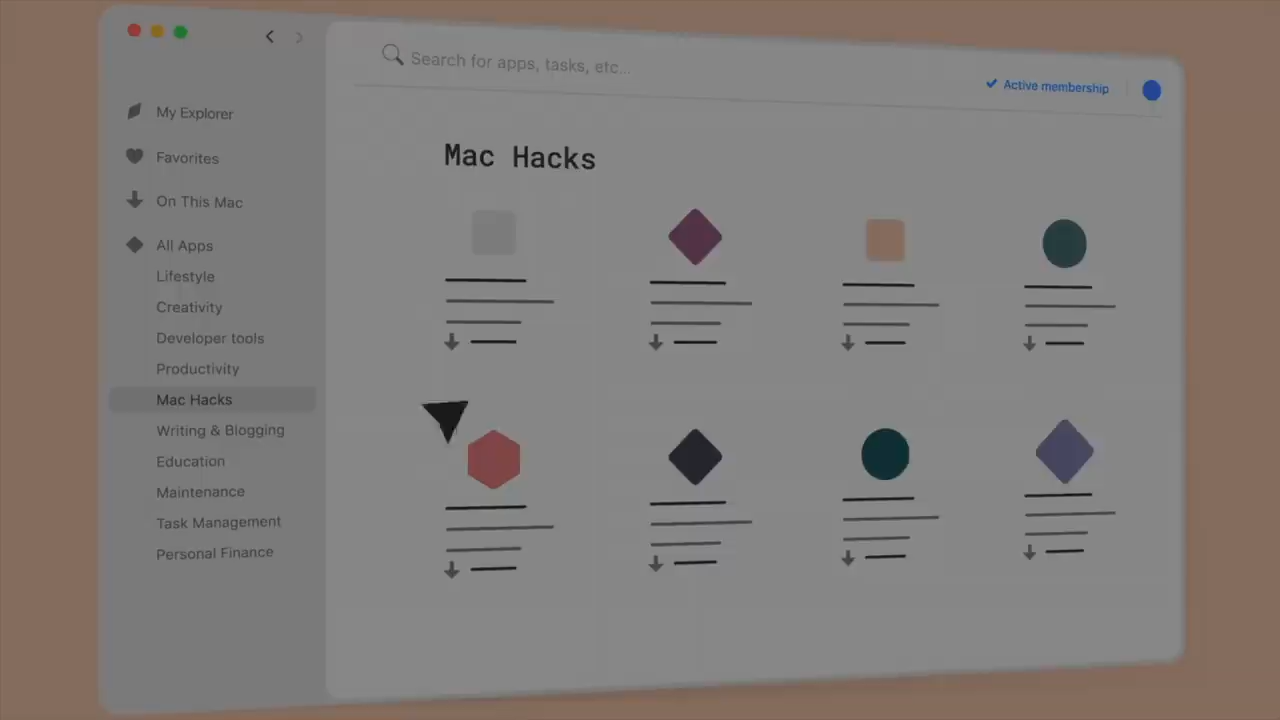 Search for apps, tasks, etc...
Active membership
My Explorer
Favorites
On This Mac
All Apps
Lifestyle
Creativity
Developer tools
Productivity
Mac Hacks
Writing & Blogging
Education
Maintenance
Task Management
Personal Finance
Mac Hacks